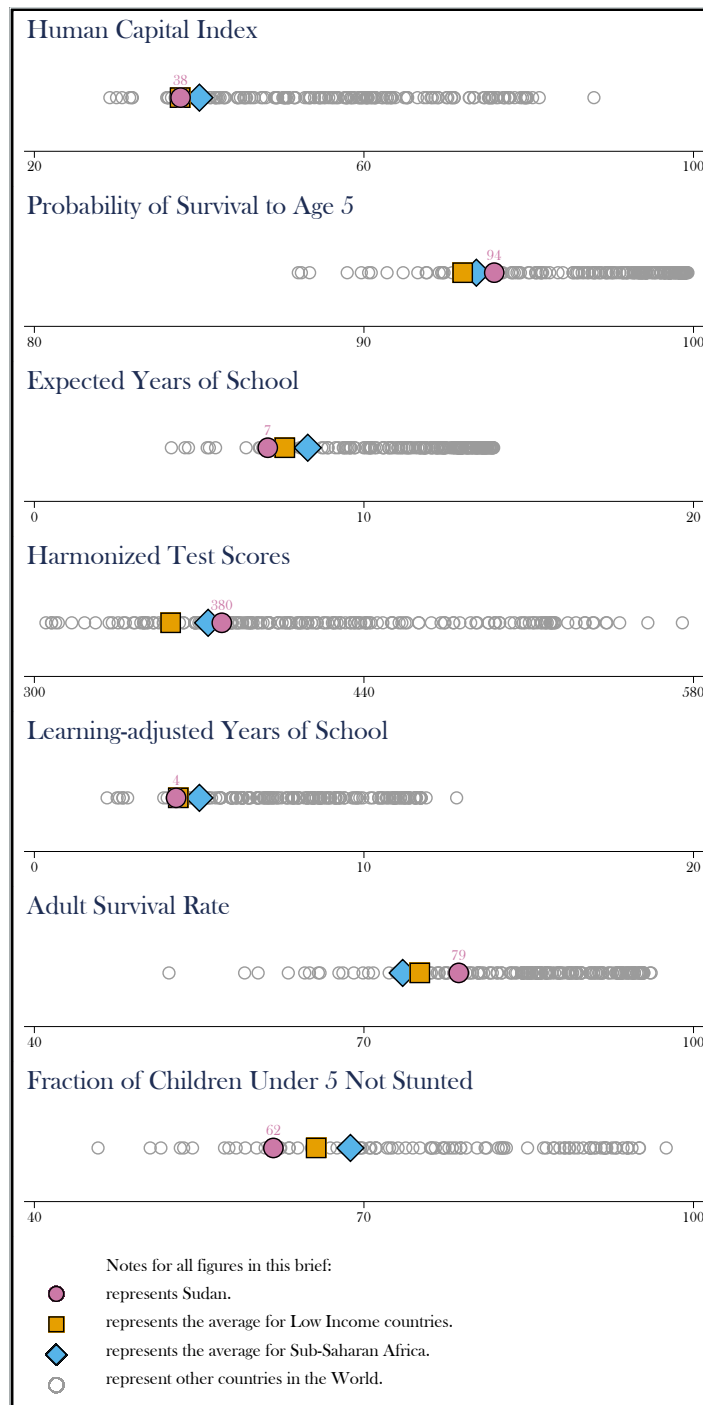 Human Capital Index
38
20 60 100
Probability of Survival to Age 5
94
80 90 100
Expected Years of School
7
0 10 20
Harmonized Test Scores
380
300 440 580
Learning-adjusted Years of School
4
0 10 20
Adult Survival Rate
79
40 70 100
Fraction of Children Under 5 Not Stunted
62
40 70 100
Notes for all figures in this brief:
represents Sudan.
represents the average for Low Income countries.
represents the average for Sub-Saharan Africa.
represent other countries in the World.